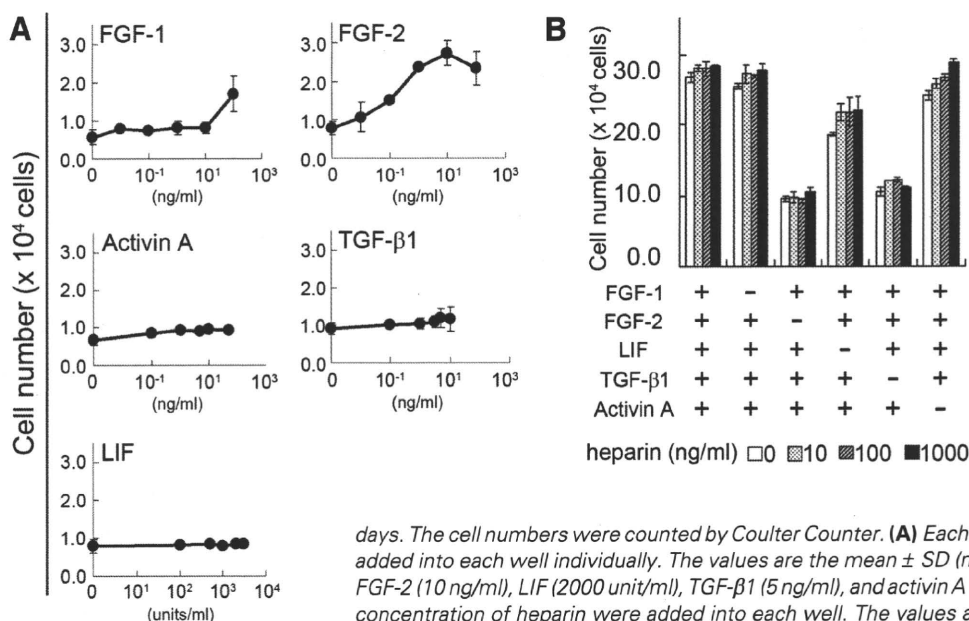 A
Cell number (x 10⁴ cells)
FGF-1
3.0
2.0
1.0
0.0
0 10⁻¹ 10¹ 10³
(ng/ml)
FGF-2
3.0
2.0
1.0
0.0
0 10⁻¹ 10¹ 10³
(ng/ml)
Activin A
3.0
2.0
1.0
0.0
0 10⁻¹ 10¹ 10³
(ng/ml)
TGF-β1
3.0
2.0
1.0
0.0
0 10⁻¹ 10¹ 10³
(ng/ml)
LIF
3.0
2.0
1.0
0.0
0 10¹ 10² 10³ 10⁴
(units/ml)
B
Cell number (x 10⁴ cells)
30.0
20.0
10.0
0.0
FGF-1 + − + + + +
FGF-2 + + − + + +
LIF + + + − + +
TGF-β1 + + + + − +
Activin A + + + + + −
heparin (ng/ml) 0 10 100 1000
days. The cell numbers were counted by Coulter Counter. (A) Each
added into each well individually. The values are the mean ± SD (n
FGF-2 (10 ng/ml), LIF (2000 unit/ml), TGF-β1 (5 ng/ml), and activin A
concentration of heparin were added into each well. The values a